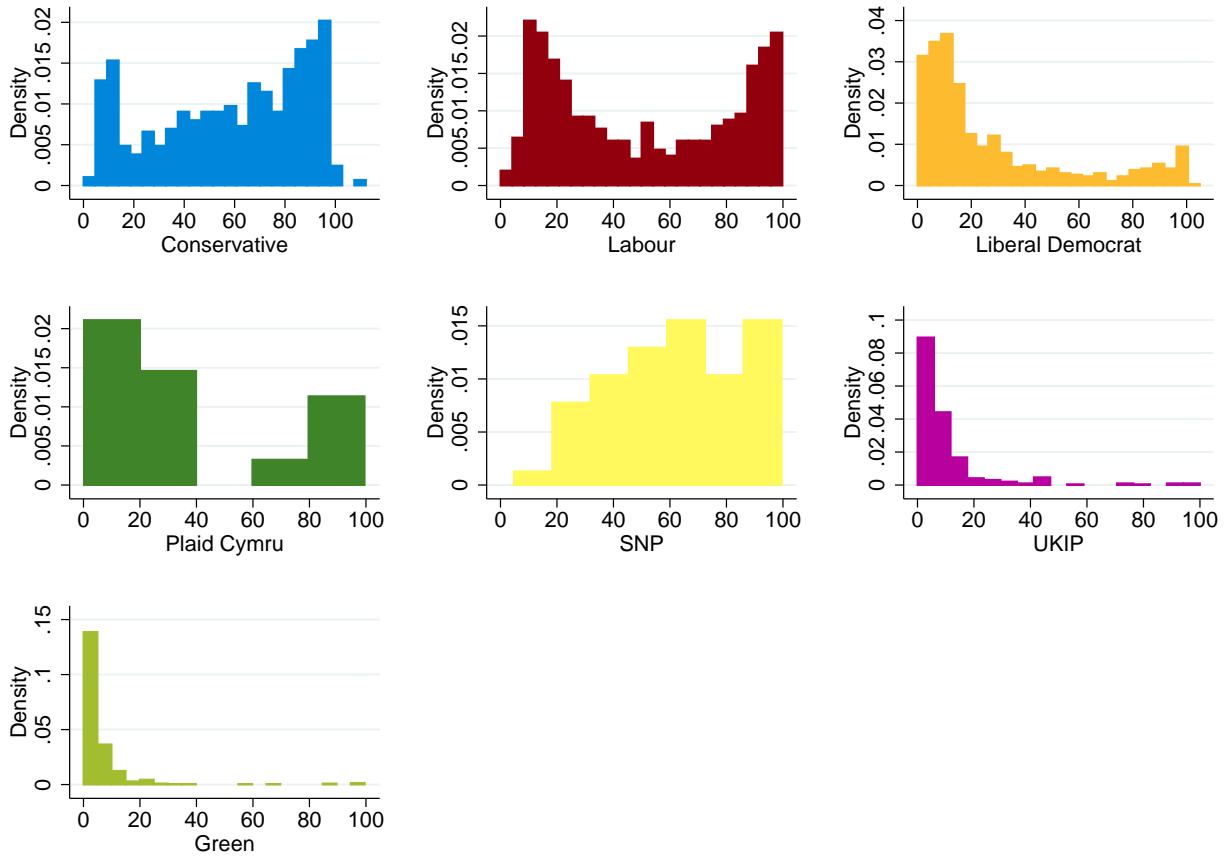 Density
0 .005 .01 .015 .02
0 20 40 60 80 100
Conservative
Density
0 .005 .01 .015 .02
0 20 40 60 80 100
Labour
Density
0 .01 .02 .03 .04
0 20 40 60 80 100
Liberal Democrat
Density
0 .005 .01 .015 .02
0 20 40 60 80 100
Plaid Cymru
Density
0 .005 .01 .015
0 20 40 60 80 100
SNP
Density
0 .02 .04 .06 .08 .1
0 20 40 60 80 100
UKIP
Density
0 .05 .1 .15
0 20 40 60 80 100
Green